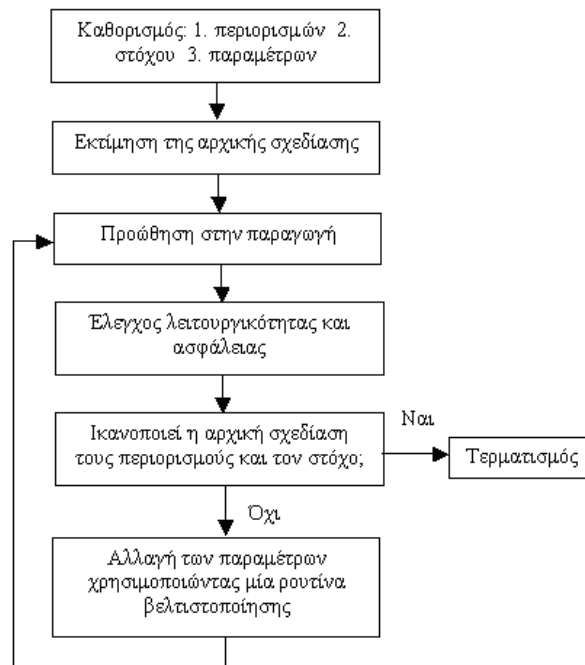 Καθορισμός: 1. περιορισμών 2.
στόχου 3. παραμέτρων
Εκτίμηση της αρχικής σχεδίασης
Προώθηση στην παραγωγή
Έλεγχος λειτουργικότητας και
ασφάλειας
Ικανοποιεί η αρχική σχεδίαση
τους περιορισμούς και τον στόχο;
Ναι
Τερματισμός
Όχι
Αλλαγή των παραμέτρων
χρησιμοποιώντας μία ρουτίνα
βελτιστοποίησης